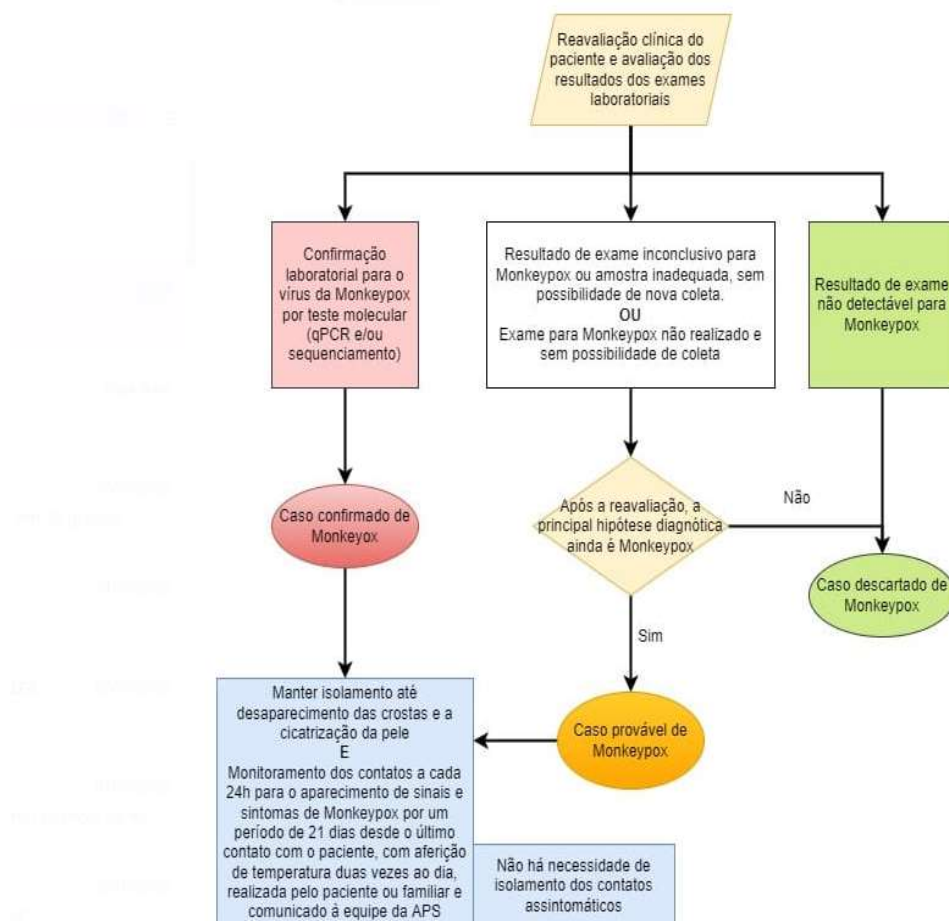 Reavaliação clínica do
paciente e avaliação dos
resultados dos exames
laboratoriais
Confirmação
laboratorial para o
vírus da Monkeypox
por teste molecular
(qPCR e/ou
sequenciamento)
Resultado de exame inconclusivo para
Monkeypox ou amostra inadequada, sem
possibilidade de nova coleta.
OU
Exame para Monkeypox não realizado e
sem possibilidade de coleta
Resultado de exame
não detectável para
Monkeypox
Caso confirmado de
Monkeyox
Após a reavaliação, a
principal hipótese diagnótica
ainda é Monkeypox
Não
Caso descartado de
Monkeypox
Sim
Caso provável de
Monkeypox
Manter isolamento até
desaparecimento das crostas e a
cicatrização da pele
E
Monitoramento dos contatos a cada
24h para o aparecimento de sinais e
sintomas de Monkeypox por um
período de 21 dias desde o último
contato com o paciente, com aferição
de temperatura duas vezes ao dia,
realizada pelo paciente ou familiar e
comunicado à equipe da APS
Não há necessidade de
isolamento dos contatos
assintomáticos